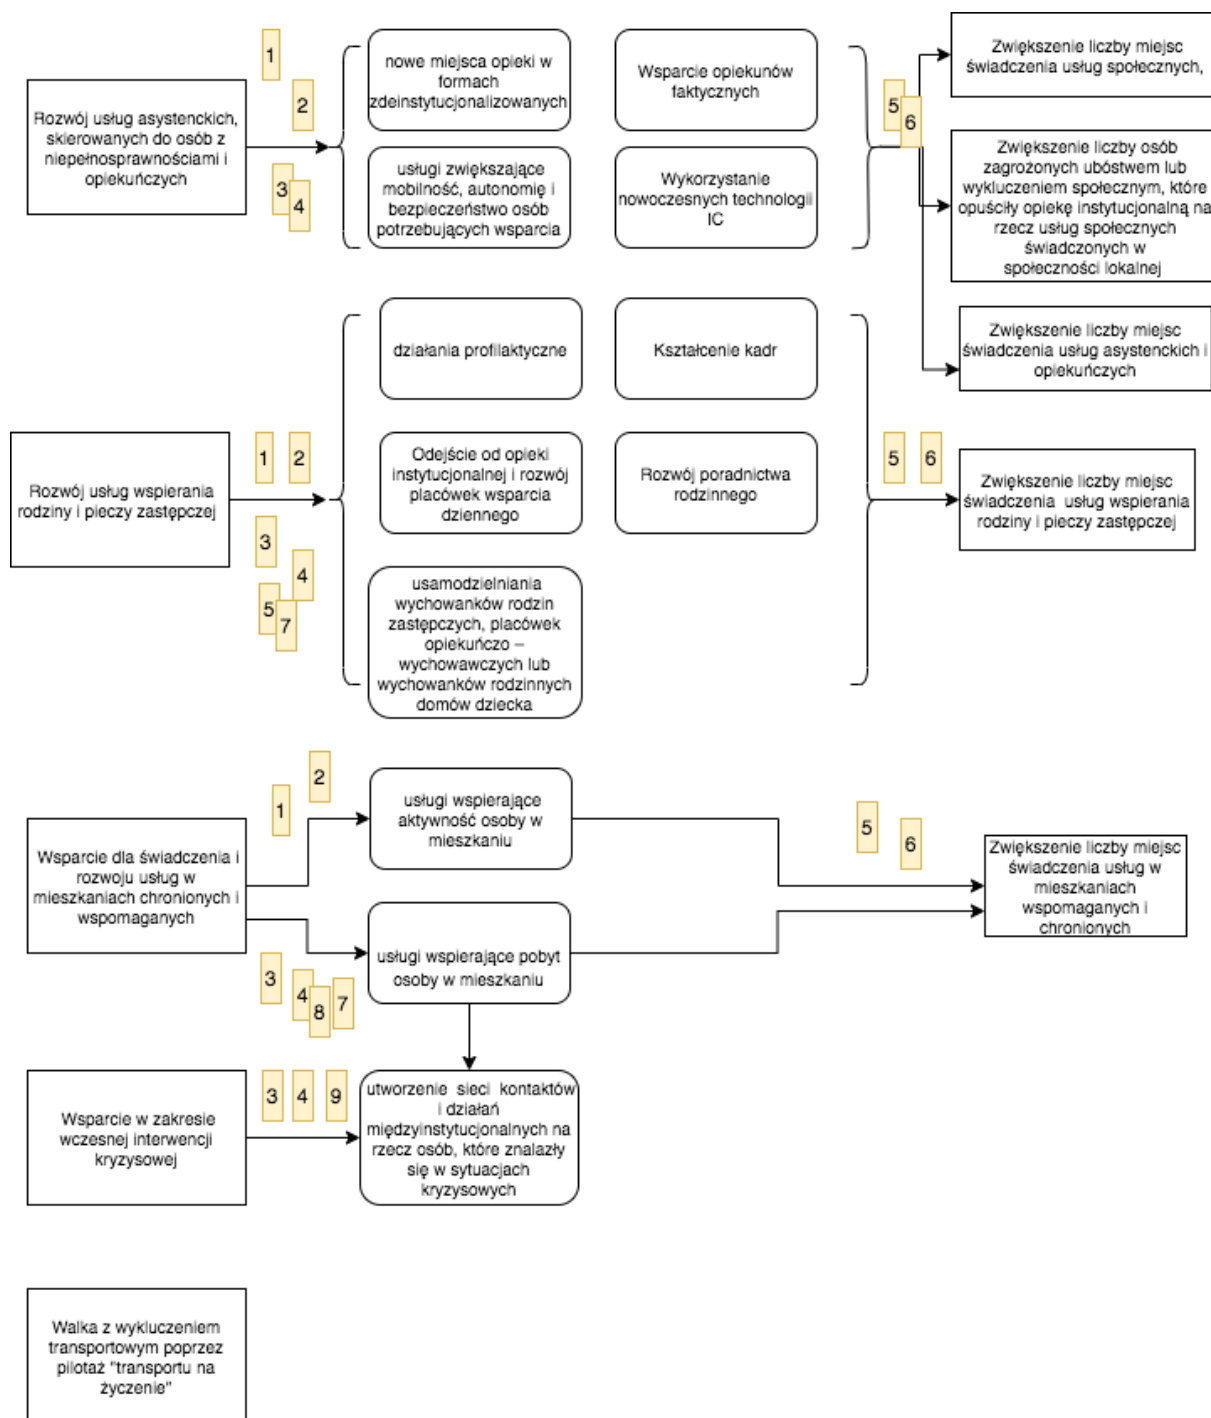 1
2
3
4
Rozwój usług asystenckich,
skierowanych do osób z
niepełnosprawnościami i
opiekuńczych
nowe miejsca opieki w
formach
zdeinstytucjonalizowanych
Wsparcie opiekunów
faktycznych
usługi zwiększające
mobilność, autonomię i
bezpieczeństwo osób
potrzebujących wsparcia
Wykorzystanie
nowoczesnych technologii
IC
5
6
Zwiększenie liczby miejsc
świadczenia usług społecznych,
Zwiększenie liczby osób
zagrożonych ubóstwem lub
wykluczeniem społecznym, które
opuściły opiekę instytucjonalną na
rzecz usług społecznych
świadczonych w
społeczności lokalnej
Zwiększenie liczby miejsc
świadczenia usług asystenckich i
opiekuńczych
Rozwój usług wspierania
rodziny i pieczy zastępczej
1
2
3
4
5
7
działania profilaktyczne
Kształcenie kadr
Odejście od opieki
instytucjonalnej i rozwój
placówek wsparcia
dziennego
Rozwój poradnictwa
rodzinnego
usamodzielniania
wychowanków rodzin
zastępczych, placówek
opiekuńczo –
wychowawczych lub
wychowanków rodzinnych
domów dziecka
5
6
Zwiększenie liczby miejsc
świadczenia usług wspierania
rodziny i pieczy zastępczej
Wsparcie dla świadczenia i
rozwoju usług w
mieszkaniach chronionych i
wspomaganych
1
2
3
4
8
7
usługi wspierające
aktywność osoby w
mieszkaniu
usługi wspierające pobyt
osoby w mieszkaniu
5
6
Zwiększenie liczby miejsc
świadczenia usług w
mieszkaniach
wspomaganych i
chronionych
Wsparcie w zakresie
wczesnej interwencji
kryzysowej
3
4
9
utworzenie sieci kontaktów
i działań
międzyinstytucjonalnych na
rzecz osób, które znalazły
się w sytuacjach
kryzysowych
Walka z wykluczeniem
transportowym poprzez
pilotaż "transportu na
życzenie"